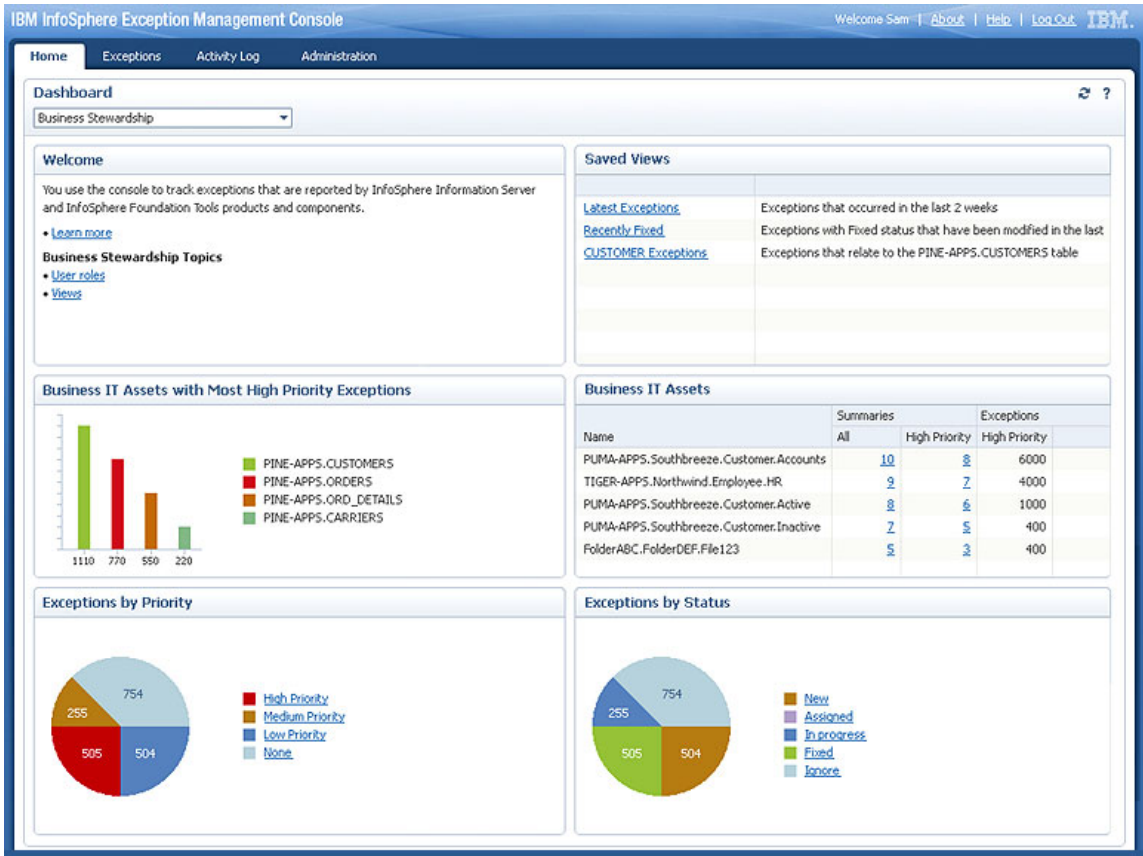 IBM InfoSphere Exception Management Console
Welcome Sam | About | Help | Log Out IBM.
Home Exceptions Activity Log Administration
Dashboard ?
Business Stewardship
Welcome
You use the console to track exceptions that are reported by InfoSphere Information Server
and InfoSphere Foundation Tools products and components.
• Learn more
Business Stewardship Topics
• User roles
• Views
Saved Views
Latest Exceptions Exceptions that occurred in the last 2 weeks
Recently Fixed Exceptions with Fixed status that have been modified in the last
CUSTOMER Exceptions Exceptions that relate to the PINE-APPS.CUSTOMERS table
Business IT Assets with Most High Priority Exceptions
PINE-APPS.CUSTOMERS
PINE-APPS.ORDERS
PINE-APPS.ORD_DETAILS
PINE-APPS.CARRIERS
1110 770 550 220
Business IT Assets
Summaries Exceptions
Name All High Priority High Priority
PUMA-APPS.Southbreeze.Customer.Accounts 10 8 6000
TIGER-APPS.Northwind.Employee.HR 9 7 4000
PUMA-APPS.Southbreeze.Customer.Active 8 6 1000
PUMA-APPS.Southbreeze.Customer.Inactive 7 5 400
FolderABC.FolderDEF.File123 5 3 400
Exceptions by Priority
754
255
505 504
High Priority
Medium Priority
Low Priority
None
Exceptions by Status
754
255
505 504
New
Assigned
In progress
Fixed
Ignore